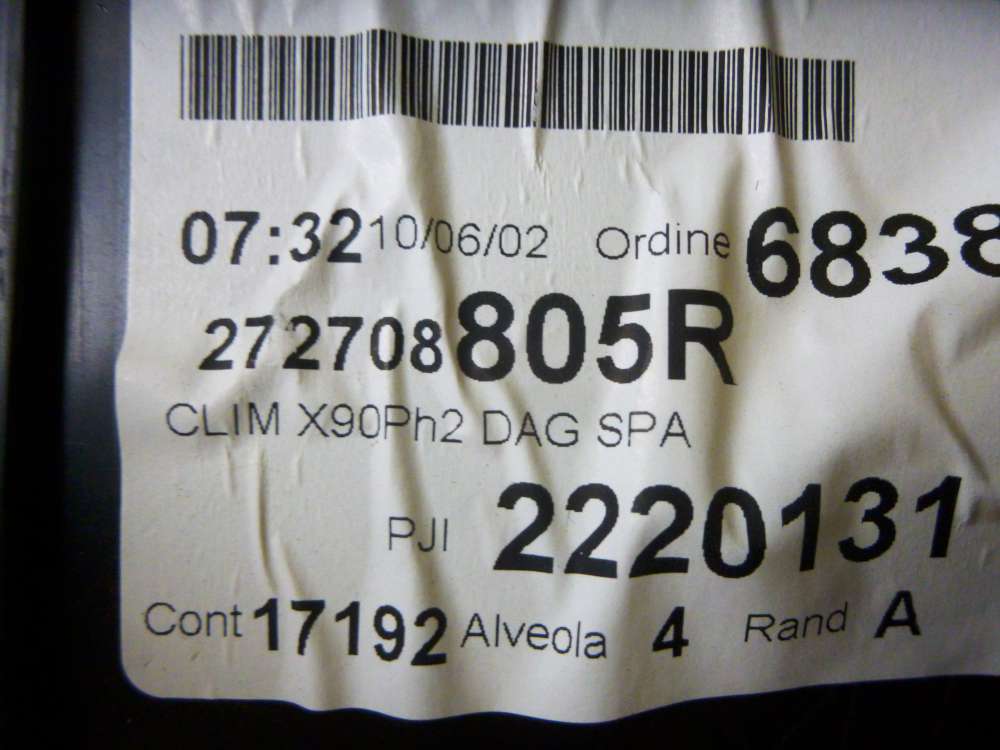 07:32 10/06/02 Ordine 6838
272708805R
CLIM X90Ph2 DAG SPA
PJI 2220131
Cont 17192 Alveola 4 Rand A